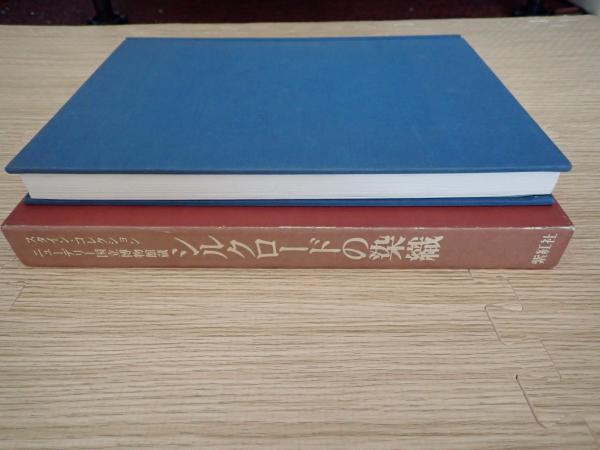 スタイン・コレクション
ニューデリー国立博物館蔵
シルクロードの染織
紫紅社